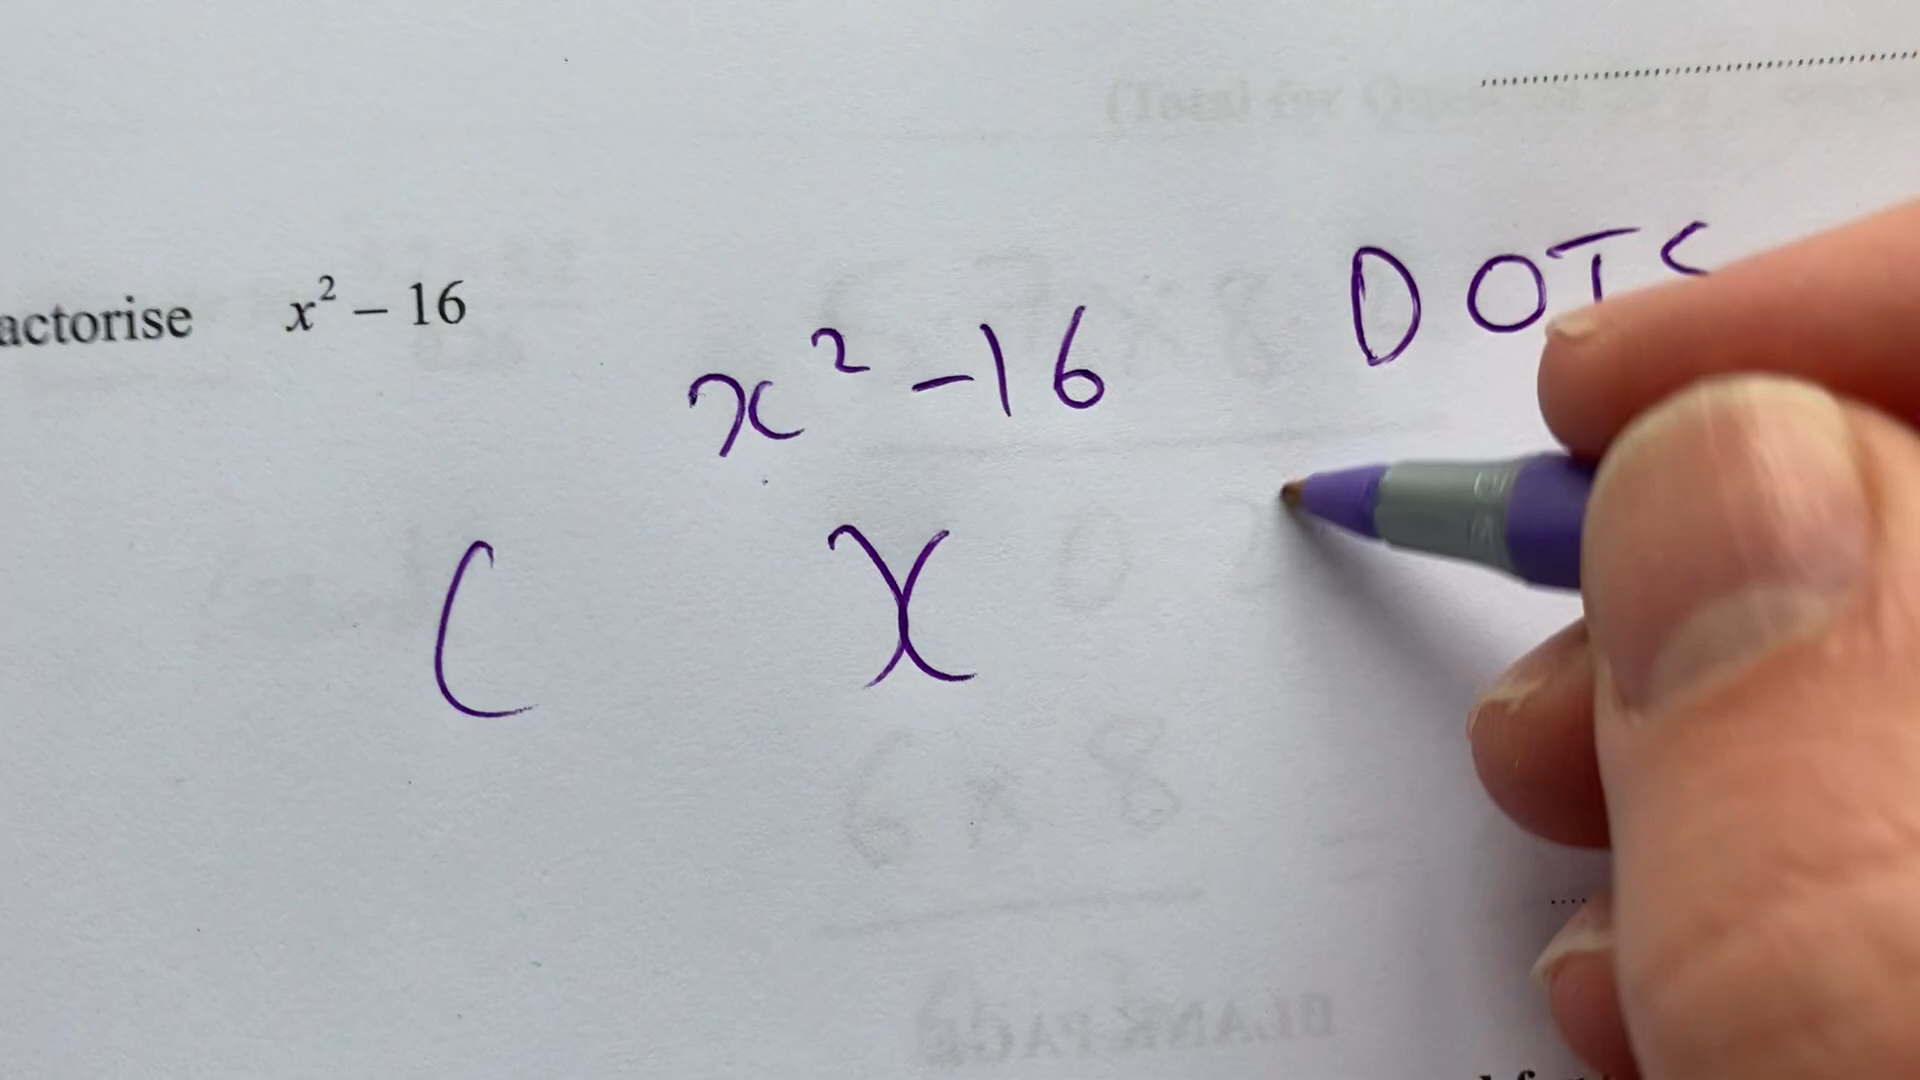 actorise x² – 16
x² - 16
DOTS
( )(